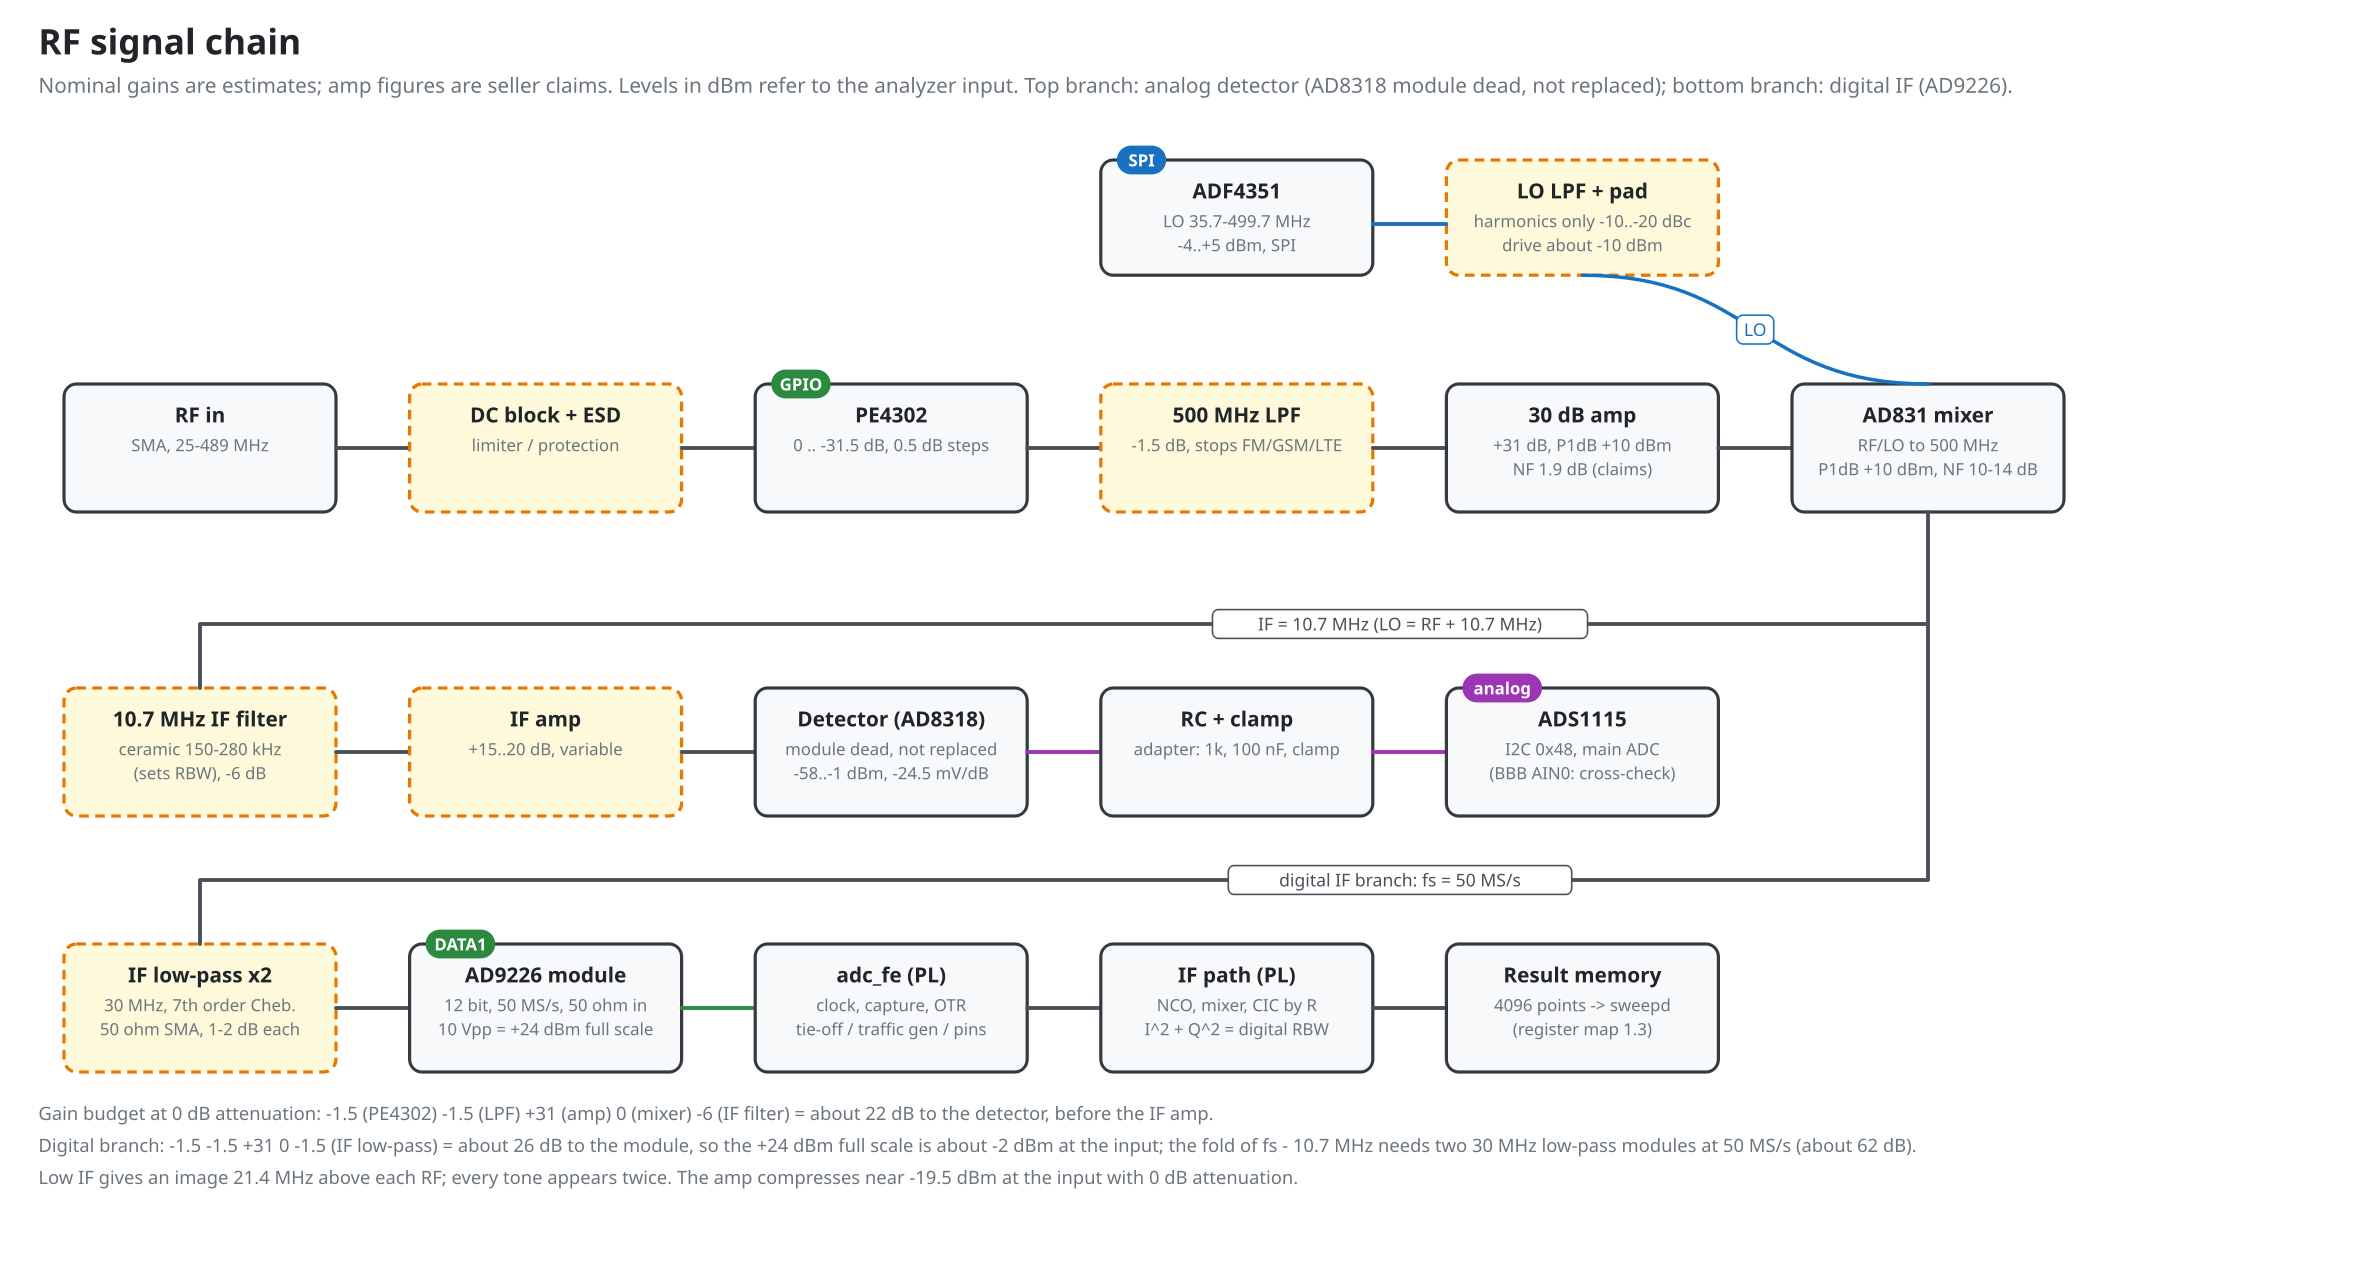 RF signal chain
Nominal gains are estimates; amp figures are seller claims. Levels in dBm refer to the analyzer input. Top branch: analog detector (AD8318 module dead, not replaced); bottom branch: digital IF (AD9226).
SPI
ADF4351
LO 35.7-499.7 MHz
-4..+5 dBm, SPI
LO LPF + pad
harmonics only -10..-20 dBc
drive about -10 dBm
LO
RF in
SMA, 25-489 MHz
DC block + ESD
limiter / protection
GPIO
PE4302
0 .. -31.5 dB, 0.5 dB steps
500 MHz LPF
-1.5 dB, stops FM/GSM/LTE
30 dB amp
+31 dB, P1dB +10 dBm
NF 1.9 dB (claims)
AD831 mixer
RF/LO to 500 MHz
P1dB +10 dBm, NF 10-14 dB
IF = 10.7 MHz (LO = RF + 10.7 MHz)
10.7 MHz IF filter
ceramic 150-280 kHz
(sets RBW), -6 dB
IF amp
+15..20 dB, variable
Detector (AD8318)
module dead, not replaced
-58..-1 dBm, -24.5 mV/dB
RC + clamp
adapter: 1k, 100 nF, clamp
analog
ADS1115
I2C 0x48, main ADC
(BBB AIN0: cross-check)
digital IF branch: fs = 50 MS/s
IF low-pass x2
30 MHz, 7th order Cheb.
50 ohm SMA, 1-2 dB each
DATA1
AD9226 module
12 bit, 50 MS/s, 50 ohm in
10 Vpp = +24 dBm full scale
adc_fe (PL)
clock, capture, OTR
tie-off / traffic gen / pins
IF path (PL)
NCO, mixer, CIC by R
I^2 + Q^2 = digital RBW
Result memory
4096 points -> sweepd
(register map 1.3)
Gain budget at 0 dB attenuation: -1.5 (PE4302) -1.5 (LPF) +31 (amp) 0 (mixer) -6 (IF filter) = about 22 dB to the detector, before the IF amp.
Digital branch: -1.5 -1.5 +31 0 -1.5 (IF low-pass) = about 26 dB to the module, so the +24 dBm full scale is about -2 dBm at the input; the fold of fs - 10.7 MHz needs two 30 MHz low-pass modules at 50 MS/s (about 62 dB).
Low IF gives an image 21.4 MHz above each RF; every tone appears twice. The amp compresses near -19.5 dBm at the input with 0 dB attenuation.